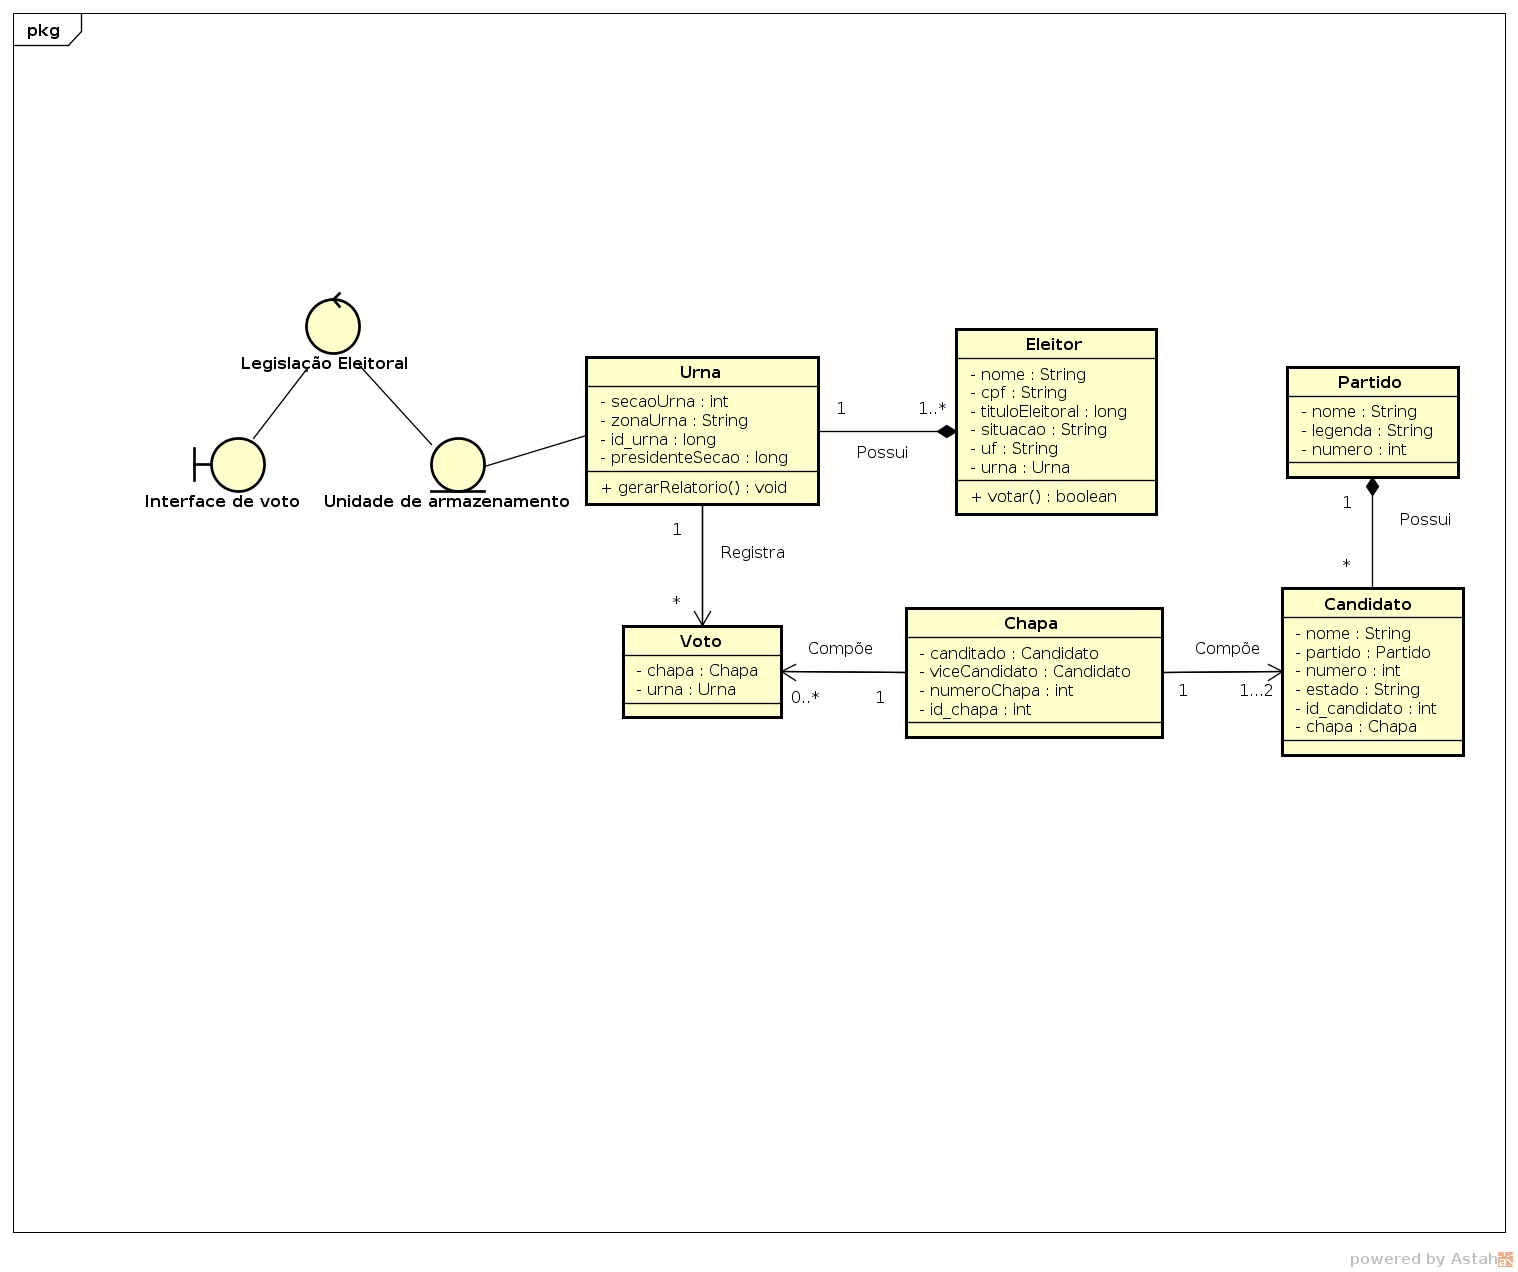 pkg
Legislação Eleitoral
Interface de voto
Unidade de armazenamento
Urna
- secaoUrna : int
- zonaUrna : String
- id_urna : long
- presidenteSecao : long
+ gerarRelatorio() : void
1
1..*
Possui
Eleitor
- nome : String
- cpf : String
- tituloEleitoral : long
- situacao : String
- uf : String
- urna : Urna
+ votar() : boolean
Partido
- nome : String
- legenda : String
- numero : int
1
Possui
*
1
Registra
*
Voto
- chapa : Chapa
- urna : Urna
Compõe
0..*
1
Chapa
- canditado : Candidato
- viceCandidato : Candidato
- numeroChapa : int
- id_chapa : int
Compõe
1
1...2
Candidato
- nome : String
- partido : Partido
- numero : int
- estado : String
- id_candidato : int
- chapa : Chapa
powered by Astah